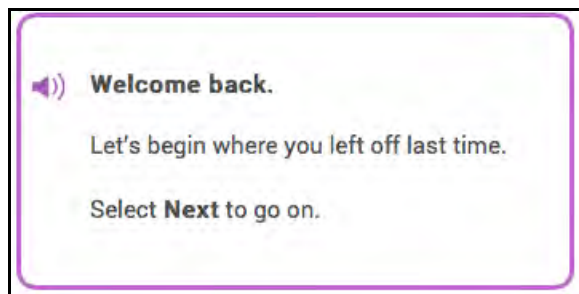 Welcome back.
Let's begin where you left off last time.
Select Next to go on.